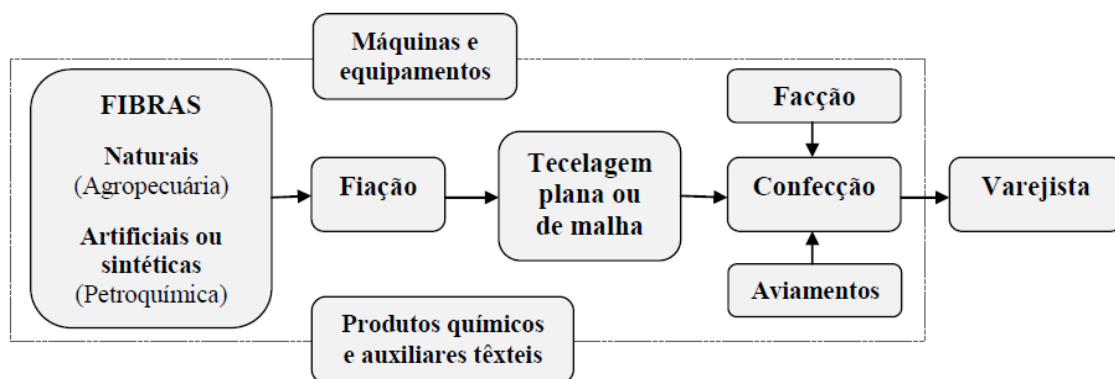 Máquinas e
equipamentos
FIBRAS
Naturais
(Agropecuária)
Artificiais ou
sintéticas
(Petroquímica)
Fiação
Tecelagem
plana ou
de malha
Facção
Confecção
Aviamentos
Varejista
Produtos químicos
e auxiliares têxteis